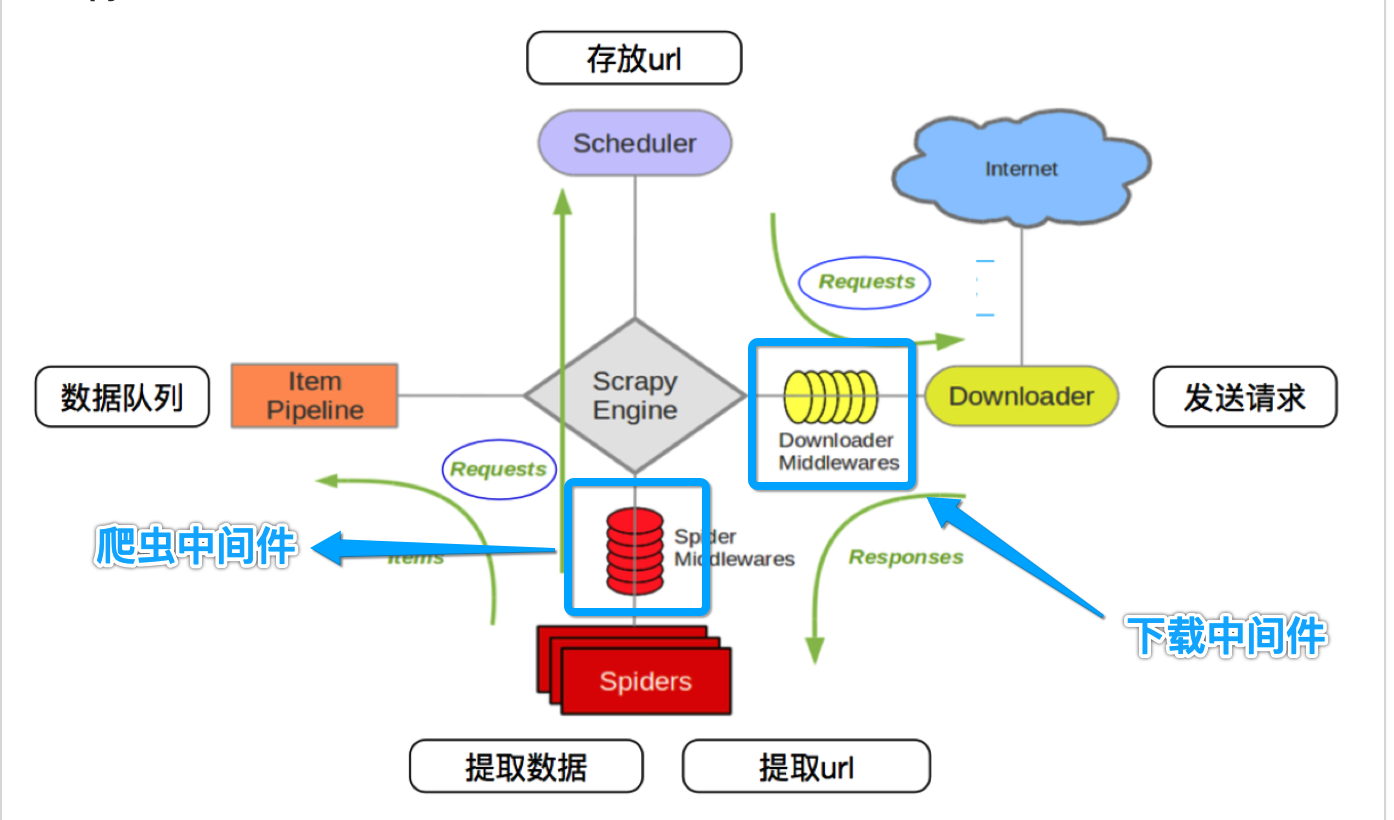 存放url
Scheduler
Internet
Requests
数据队列
Item
Pipeline
Scrapy
Engine
Downloader
Middlewares
Downloader
发送请求
Requests
爬虫中间件
Items
Spider
Middlewares
Responses
下载中间件
Spiders
提取数据
提取url